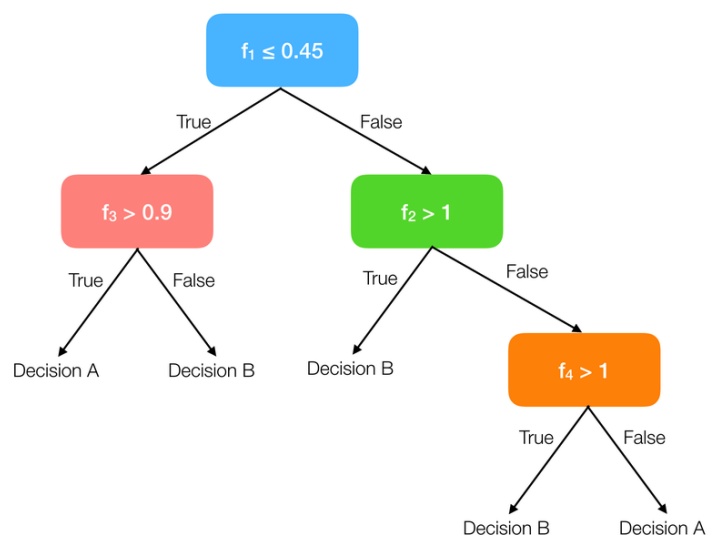 f₁ ≤ 0.45
True
False
f₃ > 0.9
f₂ > 1
True
False
True
False
Decision A
Decision B
Decision B
f₄ > 1
True
False
Decision B
Decision A